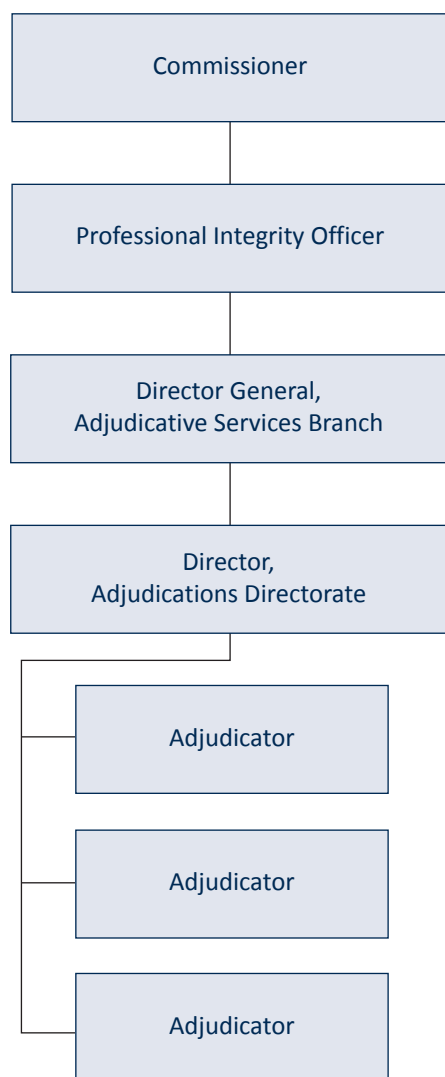 Commissioner
Professional Integrity Officer
Director General,
Adjudicative Services Branch
Director,
Adjudications Directorate
Adjudicator
Adjudicator
Adjudicator